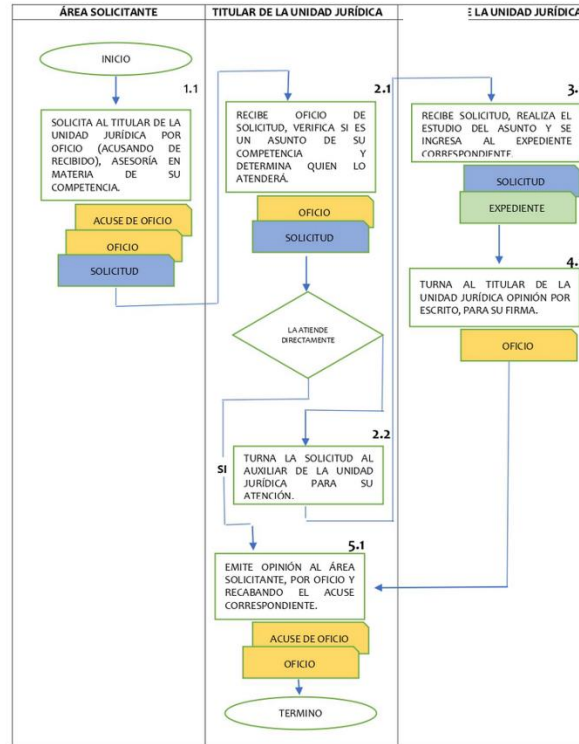 ÁREA SOLICITANTE
TITULAR DE LA UNIDAD JURÍDICA
E LA UNIDAD JURÍDICA
INICIO
1.1
SOLICITA AL TITULAR DE LA
UNIDAD JURÍDICA POR
OFICIO (ACUSANDO DE
RECIBIDO), ASESORÍA EN
MATERIA DE SU
COMPETENCIA.
ACUSE DE OFICIO
OFICIO
SOLICITUD
2.1
RECIBE OFICIO DE
SOLICITUD, VERIFICA SI ES
UN ASUNTO DE SU
COMPETENCIA Y
DETERMINA QUIEN LO
ATENDERÁ.
OFICIO
SOLICITUD
LA ATIENDE
DIRECTAMENTE
SI
2.2
TURNA LA SOLICITUD AL
AUXILIAR DE LA UNIDAD
JURÍDICA PARA SU
ATENCIÓN.
3.
RECIBE SOLICITUD, REALIZA EL
ESTUDIO DEL ASUNTO Y SE
INGRESA AL EXPEDIENTE
CORRESPONDIENTE.
SOLICITUD
EXPEDIENTE
4.
TURNA AL TITULAR DE LA
UNIDAD JURÍDICA OPINIÓN POR
ESCRITO, PARA SU FIRMA.
OFICIO
5.1
EMITE OPINIÓN AL ÁREA
SOLICITANTE, POR OFICIO Y
RECABANDO EL ACUSE
CORRESPONDIENTE.
ACUSE DE OFICIO
OFICIO
TERMINO